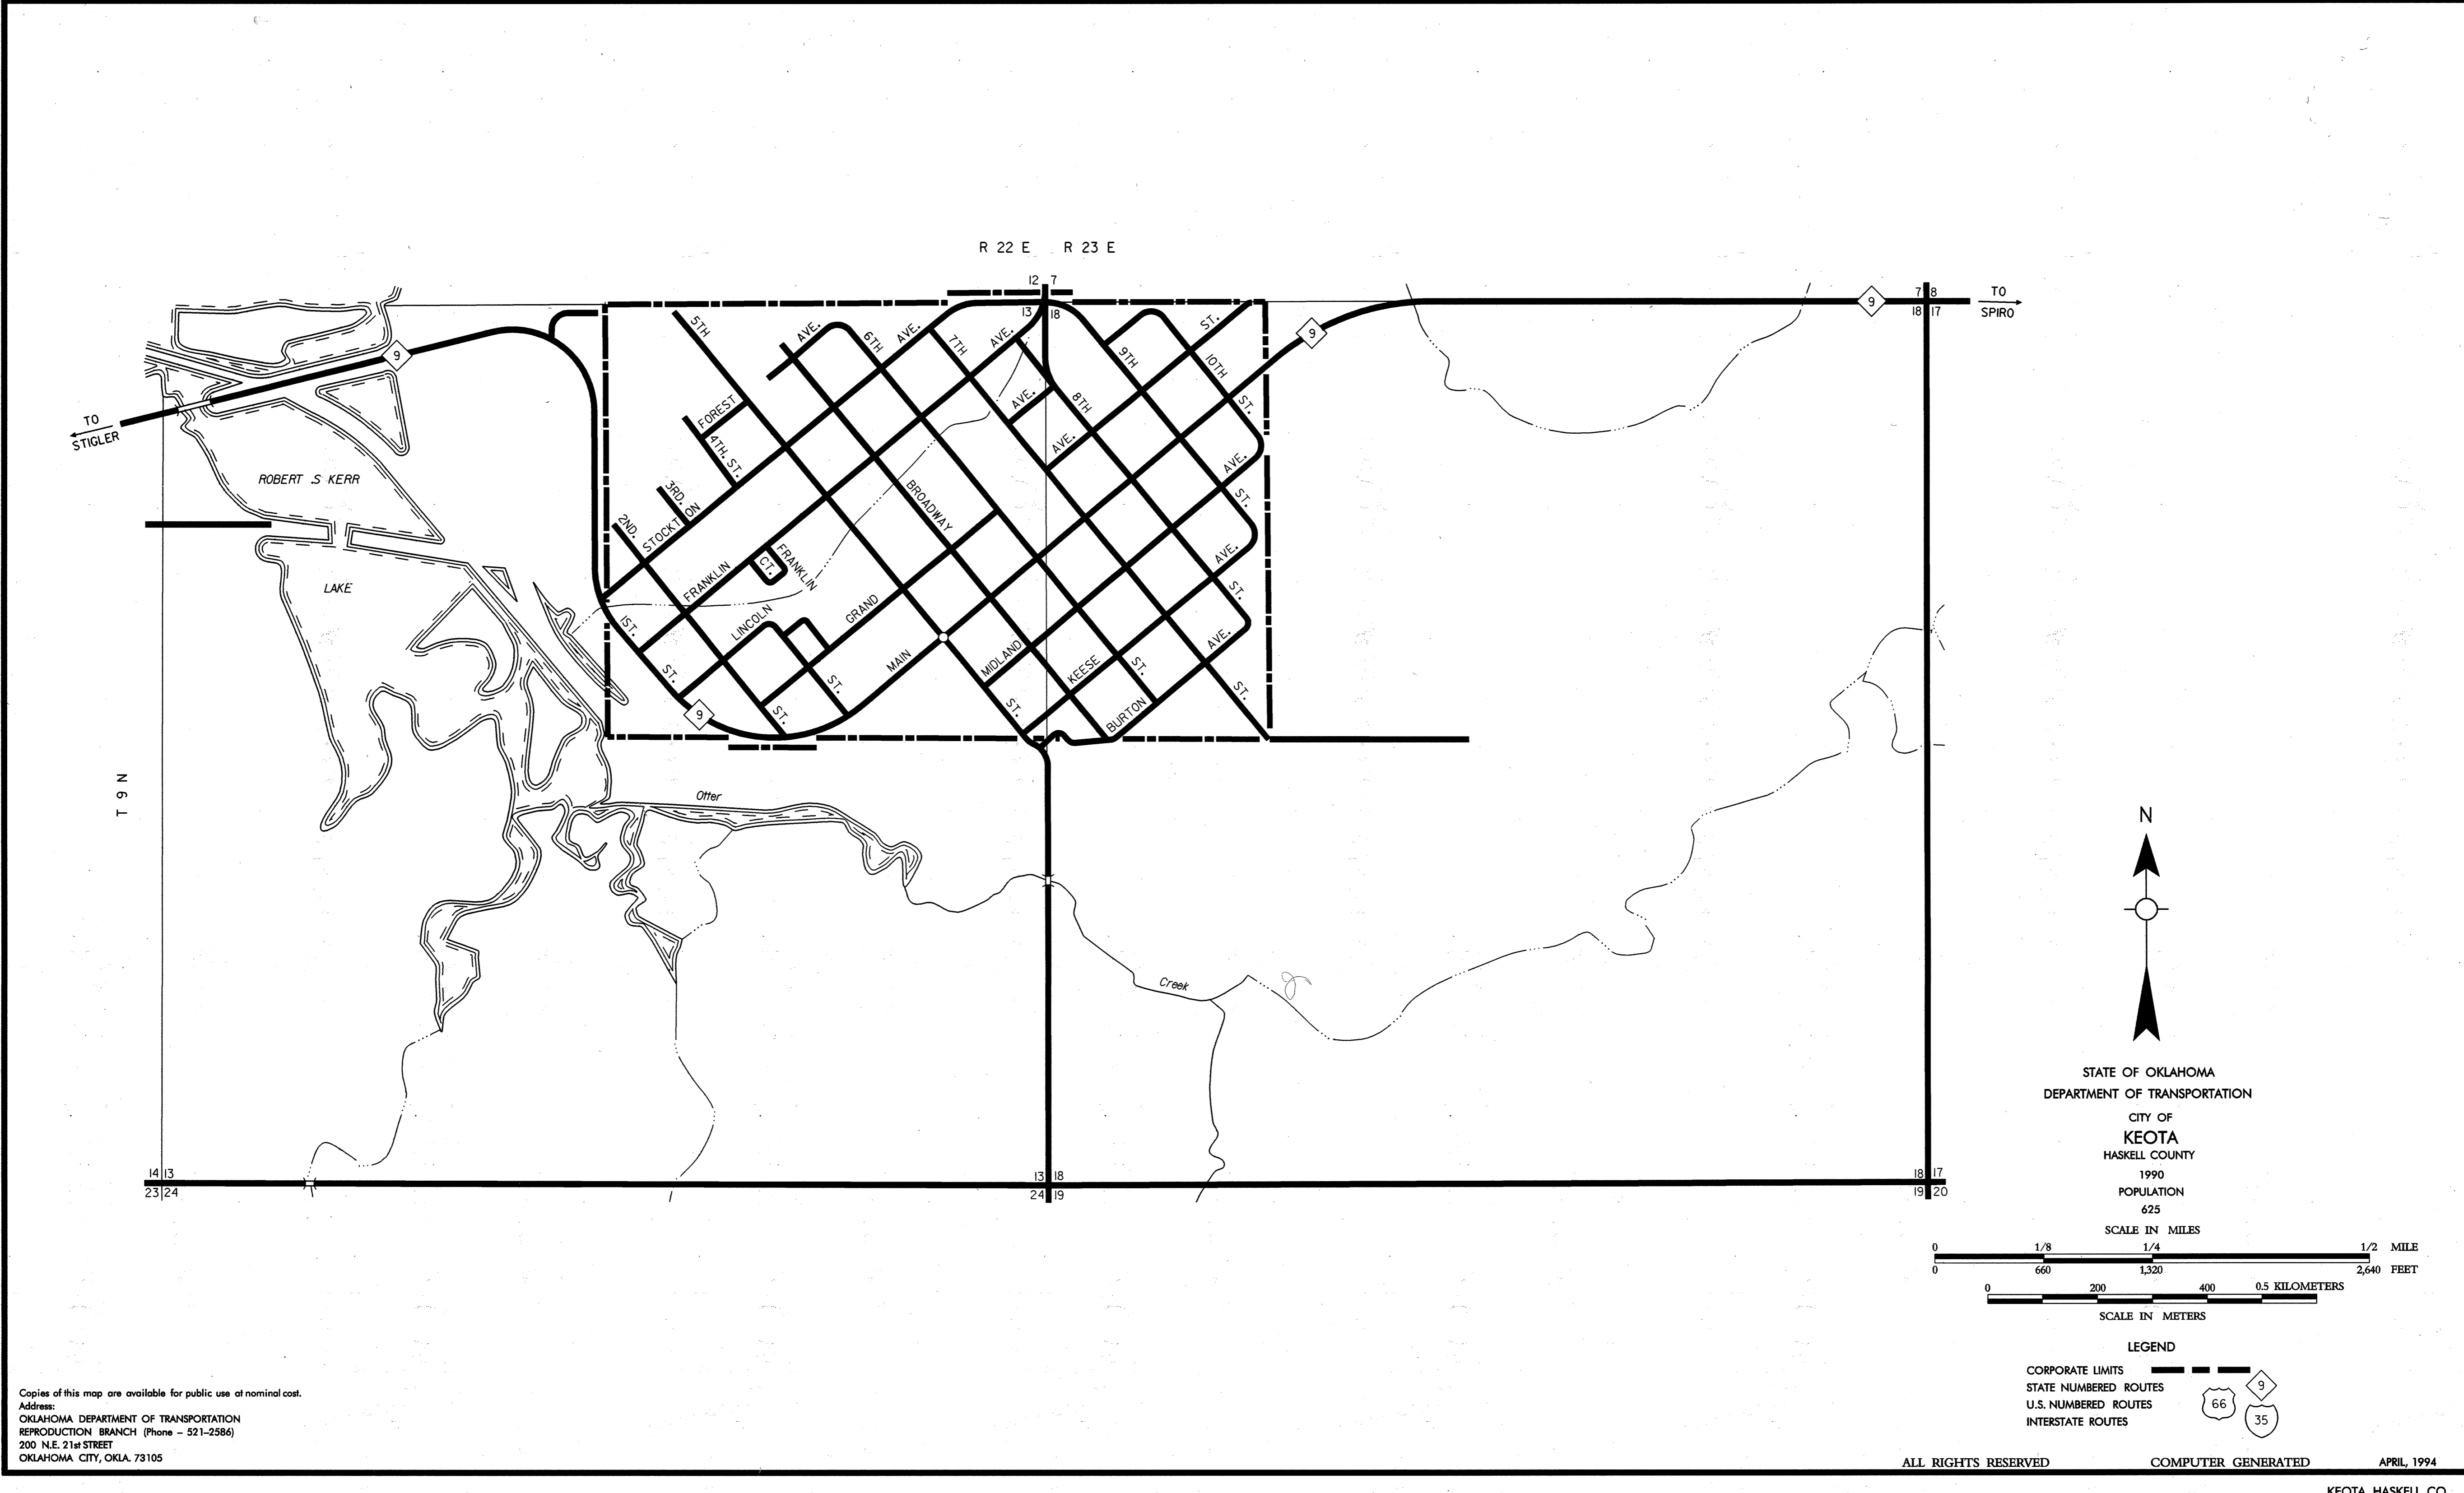 R 22 E R 23 E
12 7
13 18
7 8
18 17
TO
SPIRO
9
9
9
9
TO
STIGLER
5TH
AVE.
6TH
AVE.
7TH
AVE.
9TH
ST.
10TH
ST.
FOREST
4TH. ST.
AVE.
8TH
AVE.
AVE.
ST.
3RD.
2ND.
STOCKTON
BROADWAY
AVE.
ST.
ROBERT .S KERR
LAKE
FRANKLIN
CT.
FRANKLIN
1ST.
LINCOLN
GRAND
MAIN
MIDLAND
KEESE
BURTON
AVE.
ST.
ST.
ST.
ST.
ST.
ST.
T 9 N
Otter
Creek
14 13
23 24
13 18
24 19
18 17
19 20
N
STATE OF OKLAHOMA
DEPARTMENT OF TRANSPORTATION
CITY OF
KEOTA
HASKELL COUNTY
1990
POPULATION
625
SCALE IN MILES
0 1/8 1/4 1/2 MILE
0 660 1,320 2,640 FEET
0 200 400 0.5 KILOMETERS
SCALE IN METERS
LEGEND
CORPORATE LIMITS
STATE NUMBERED ROUTES 9
U.S. NUMBERED ROUTES 66
INTERSTATE ROUTES 35
Copies of this map are available for public use at nominal cost.
Address:
OKLAHOMA DEPARTMENT OF TRANSPORTATION
REPRODUCTION BRANCH (Phone – 521–2586)
200 N.E. 21st STREET
OKLAHOMA CITY, OKLA. 73105
ALL RIGHTS RESERVED COMPUTER GENERATED APRIL, 1994
KEOTA, HASKELL CO.